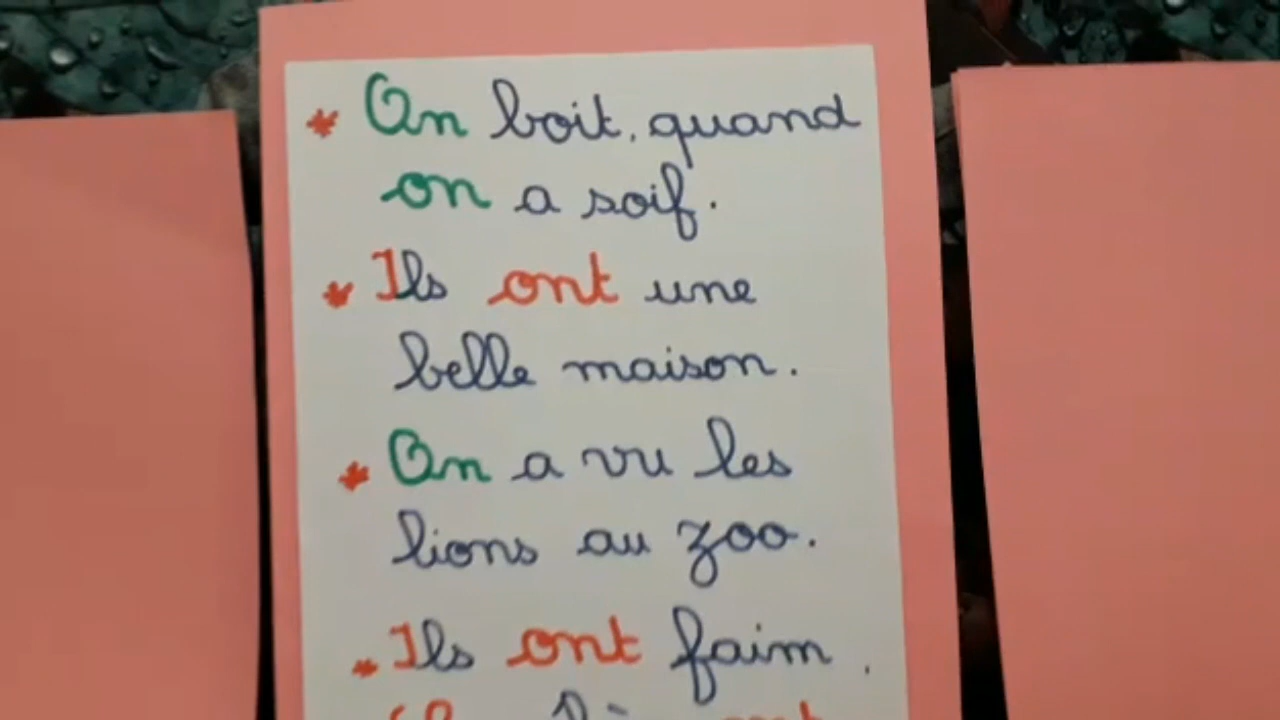 * On boit, quand
on a soif.
* Ils ont une
belle maison.
* On a vu les
lions au zoo.
* Ils ont faim.